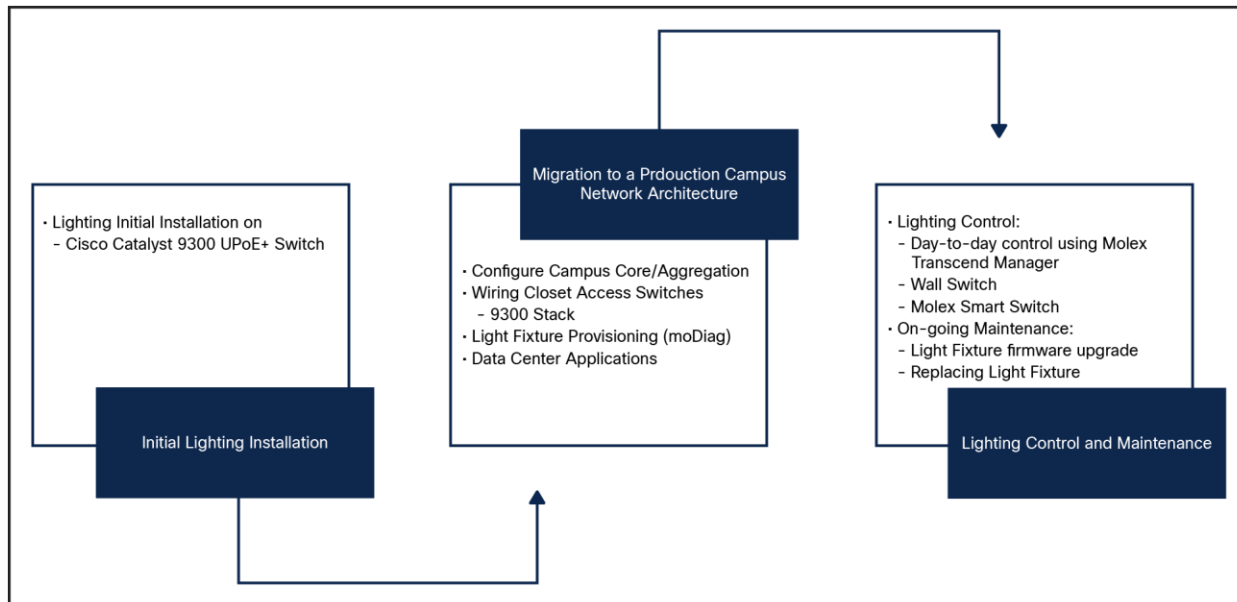 · Lighting Initial Installation on
– Cisco Catalyst 9300 UPoE+ Switch
Initial Lighting Installation
Migration to a Prdouction Campus
Network Architecture
· Configure Campus Core/Aggregation
· Wiring Closet Access Switches
– 9300 Stack
· Light Fixture Provisioning (moDiag)
· Data Center Applications
· Lighting Control:
– Day-to-day control using Molex
Transcend Manager
– Wall Switch
– Molex Smart Switch
· On-going Maintenance:
– Light Fixture firmware upgrade
– Replacing Light Fixture
Lighting Control and Maintenance